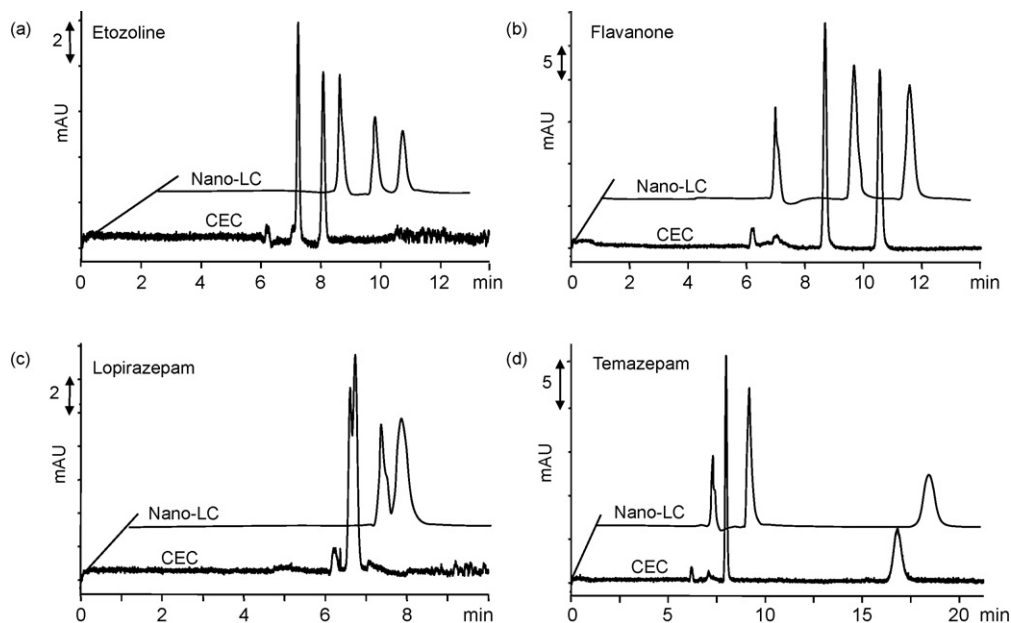 (a)
Etozoline
2
mAU
Nano-LC
CEC
0 2 4 6 8 10 12 min
(b)
Flavanone
5
mAU
Nano-LC
CEC
0 2 4 6 8 10 12 14 min
(c)
Lopirazepam
2
mAU
Nano-LC
CEC
0 2 4 6 8 min
(d)
Temazepam
5
mAU
Nano-LC
CEC
0 5 10 15 20 min